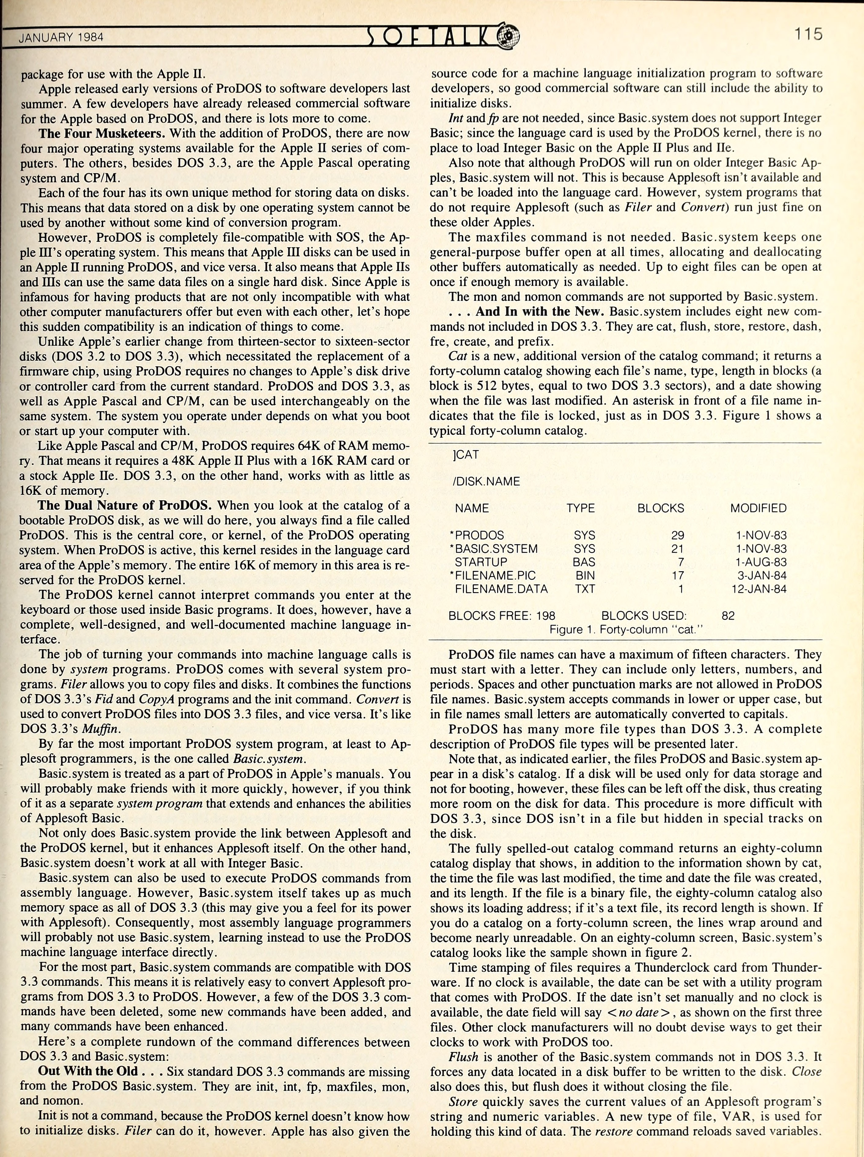 JANUARY 1984
SOFTALK
115
package for use with the Apple II.
Apple released early versions of ProDOS to software developers last
summer. A few developers have already released commercial software
for the Apple based on ProDOS, and there is lots more to come.
The Four Musketeers. With the addition of ProDOS, there are now
four major operating systems available for the Apple II series of com-
puters. The others, besides DOS 3.3, are the Apple Pascal operating
system and CP/M.
Each of the four has its own unique method for storing data on disks.
This means that data stored on a disk by one operating system cannot be
used by another without some kind of conversion program.
However, ProDOS is completely file-compatible with SOS, the Ap-
ple III's operating system. This means that Apple III disks can be used in
an Apple II running ProDOS, and vice versa. It also means that Apple IIs
and IIIs can use the same data files on a single hard disk. Since Apple is
infamous for having products that are not only incompatible with what
other computer manufacturers offer but even with each other, let's hope
this sudden compatibility is an indication of things to come.
Unlike Apple's earlier change from thirteen-sector to sixteen-sector
disks (DOS 3.2 to DOS 3.3), which necessitated the replacement of a
firmware chip, using ProDOS requires no changes to Apple's disk drive
or controller card from the current standard. ProDOS and DOS 3.3, as
well as Apple Pascal and CP/M, can be used interchangeably on the
same system. The system you operate under depends on what you boot
or start up your computer with.
Like Apple Pascal and CP/M, ProDOS requires 64K of RAM memo-
ry. That means it requires a 48K Apple II Plus with a 16K RAM card or
a stock Apple IIe. DOS 3.3, on the other hand, works with as little as
16K of memory.
The Dual Nature of ProDOS. When you look at the catalog of a
bootable ProDOS disk, as we will do here, you always find a file called
ProDOS. This is the central core, or kernel, of the ProDOS operating
system. When ProDOS is active, this kernel resides in the language card
area of the Apple's memory. The entire 16K of memory in this area is re-
served for the ProDOS kernel.
The ProDOS kernel cannot interpret commands you enter at the
keyboard or those used inside Basic programs. It does, however, have a
complete, well-designed, and well-documented machine language in-
terface.
The job of turning your commands into machine language calls is
done by system programs. ProDOS comes with several system pro-
grams. Filer allows you to copy files and disks. It combines the functions
of DOS 3.3's Fid and CopyA programs and the init command. Convert is
used to convert ProDOS files into DOS 3.3 files, and vice versa. It's like
DOS 3.3's Muffin.
By far the most important ProDOS system program, at least to Ap-
plesoft programmers, is the one called Basic.system.
Basic.system is treated as a part of ProDOS in Apple's manuals. You
will probably make friends with it more quickly, however, if you think
of it as a separate system program that extends and enhances the abilities
of Applesoft Basic.
Not only does Basic.system provide the link between Applesoft and
the ProDOS kernel, but it enhances Applesoft itself. On the other hand,
Basic.system doesn't work at all with Integer Basic.
Basic.system can also be used to execute ProDOS commands from
assembly language. However, Basic.system itself takes up as much
memory space as all of DOS 3.3 (this may give you a feel for its power
with Applesoft). Consequently, most assembly language programmers
will probably not use Basic.system, learning instead to use the ProDOS
machine language interface directly.
For the most part, Basic.system commands are compatible with DOS
3.3 commands. This means it is relatively easy to convert Applesoft pro-
grams from DOS 3.3 to ProDOS. However, a few of the DOS 3.3 com-
mands have been deleted, some new commands have been added, and
many commands have been enhanced.
Here's a complete rundown of the command differences between
DOS 3.3 and Basic.system:
Out With the Old . . . Six standard DOS 3.3 commands are missing
from the ProDOS Basic.system. They are init, int, fp, maxfiles, mon,
and nomon.
Init is not a command, because the ProDOS kernel doesn't know how
to initialize disks. Filer can do it, however. Apple has also given the
source code for a machine language initialization program to software
developers, so good commercial software can still include the ability to
initialize disks.
Int and fp are not needed, since Basic.system does not support Integer
Basic; since the language card is used by the ProDOS kernel, there is no
place to load Integer Basic on the Apple II Plus and IIe.
Also note that although ProDOS will run on older Integer Basic Ap-
ples, Basic.system will not. This is because Applesoft isn't available and
can't be loaded into the language card. However, system programs that
do not require Applesoft (such as Filer and Convert) run just fine on
these older Apples.
The maxfiles command is not needed. Basic.system keeps one
general-purpose buffer open at all times, allocating and deallocating
other buffers automatically as needed. Up to eight files can be open at
once if enough memory is available.
The mon and nomon commands are not supported by Basic.system.
. . . And In with the New. Basic.system includes eight new com-
mands not included in DOS 3.3. They are cat, flush, store, restore, dash,
fre, create, and prefix.
Cat is a new, additional version of the catalog command; it returns a
forty-column catalog showing each file's name, type, length in blocks (a
block is 512 bytes, equal to two DOS 3.3 sectors), and a date showing
when the file was last modified. An asterisk in front of a file name in-
dicates that the file is locked, just as in DOS 3.3. Figure 1 shows a
typical forty-column catalog.
]CAT
/DISK.NAME
NAME TYPE BLOCKS MODIFIED
*PRODOS SYS 29 1-NOV-83
*BASIC.SYSTEM SYS 21 1-NOV-83
STARTUP BAS 7 1-AUG-83
*FILENAME.PIC BIN 17 3-JAN-84
FILENAME.DATA TXT 1 12-JAN-84
BLOCKS FREE: 198 BLOCKS USED: 82
Figure 1. Forty-column "cat."
ProDOS file names can have a maximum of fifteen characters. They
must start with a letter. They can include only letters, numbers, and
periods. Spaces and other punctuation marks are not allowed in ProDOS
file names. Basic.system accepts commands in lower or upper case, but
in file names small letters are automatically converted to capitals.
ProDOS has many more file types than DOS 3.3. A complete
description of ProDOS file types will be presented later.
Note that, as indicated earlier, the files ProDOS and Basic.system ap-
pear in a disk's catalog. If a disk will be used only for data storage and
not for booting, however, these files can be left off the disk, thus creating
more room on the disk for data. This procedure is more difficult with
DOS 3.3, since DOS isn't in a file but hidden in special tracks on
the disk.
The fully spelled-out catalog command returns an eighty-column
catalog display that shows, in addition to the information shown by cat,
the time the file was last modified, the time and date the file was created,
and its length. If the file is a binary file, the eighty-column catalog also
shows its loading address; if it's a text file, its record length is shown. If
you do a catalog on a forty-column screen, the lines wrap around and
become nearly unreadable. On an eighty-column screen, Basic.system's
catalog looks like the sample shown in figure 2.
Time stamping of files requires a Thunderclock card from Thunder-
ware. If no clock is available, the date can be set with a utility program
that comes with ProDOS. If the date isn't set manually and no clock is
available, the date field will say <no date>, as shown on the first three
files. Other clock manufacturers will no doubt devise ways to get their
clocks to work with ProDOS too.
Flush is another of the Basic.system commands not in DOS 3.3. It
forces any data located in a disk buffer to be written to the disk. Close
also does this, but flush does it without closing the file.
Store quickly saves the current values of an Applesoft program's
string and numeric variables. A new type of file, VAR, is used for
holding this kind of data. The restore command reloads saved variables.